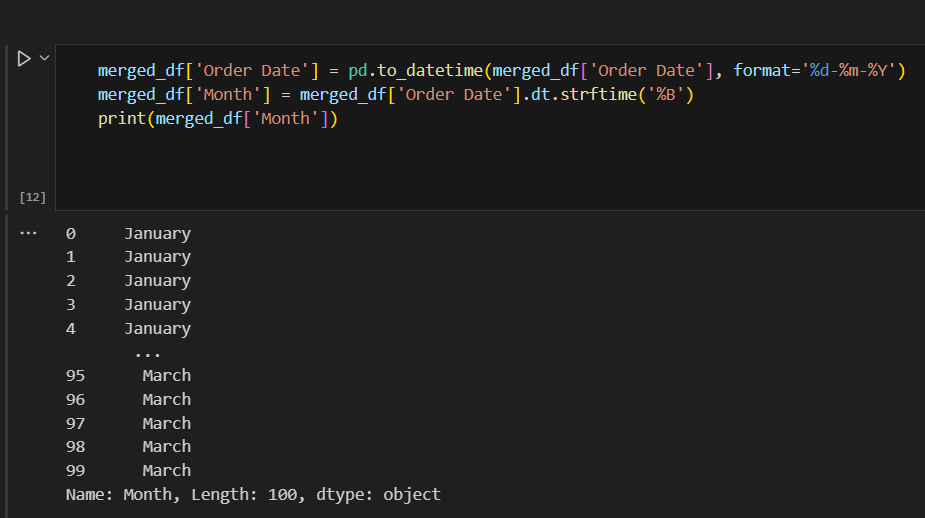 merged_df['Order Date'] = pd.to_datetime(merged_df['Order Date'], format='%d-%m-%Y')
merged_df['Month'] = merged_df['Order Date'].dt.strftime('%B')
print(merged_df['Month'])
[12]
... 0 January
1 January
2 January
3 January
4 January
...
95 March
96 March
97 March
98 March
99 March
Name: Month, Length: 100, dtype: object